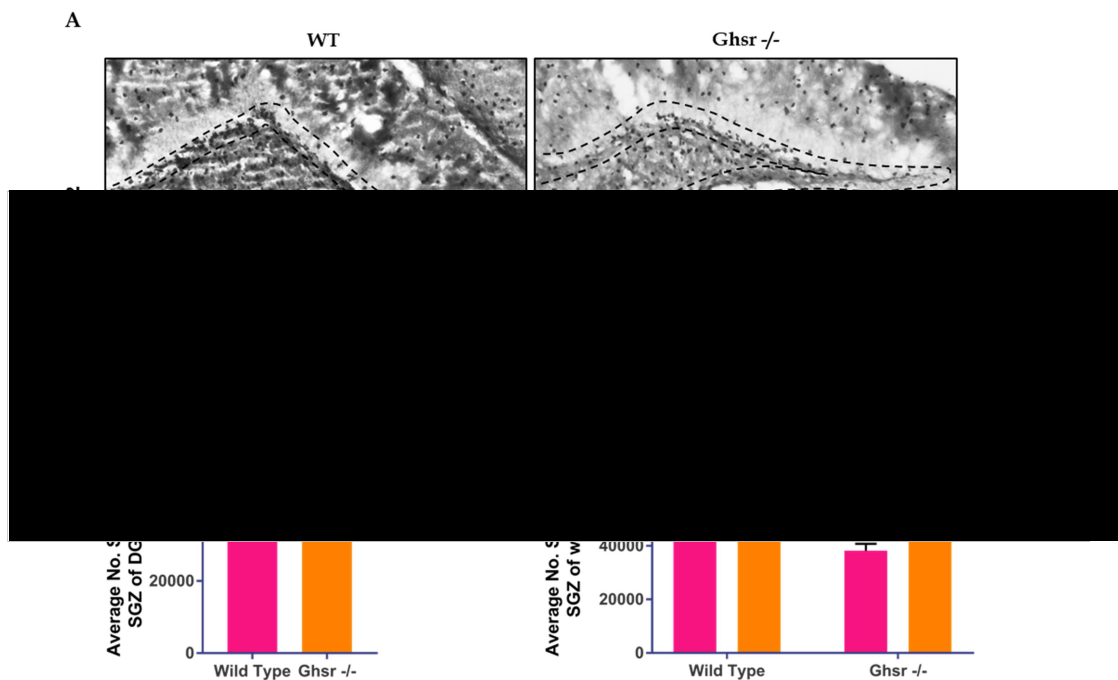 A
WT
Ghsr -/-
Average No.
SGZ of DG
20000
0
Wild Type Ghsr -/-
Average No.
SGZ of
40000
20000
0
Wild Type
Ghsr -/-